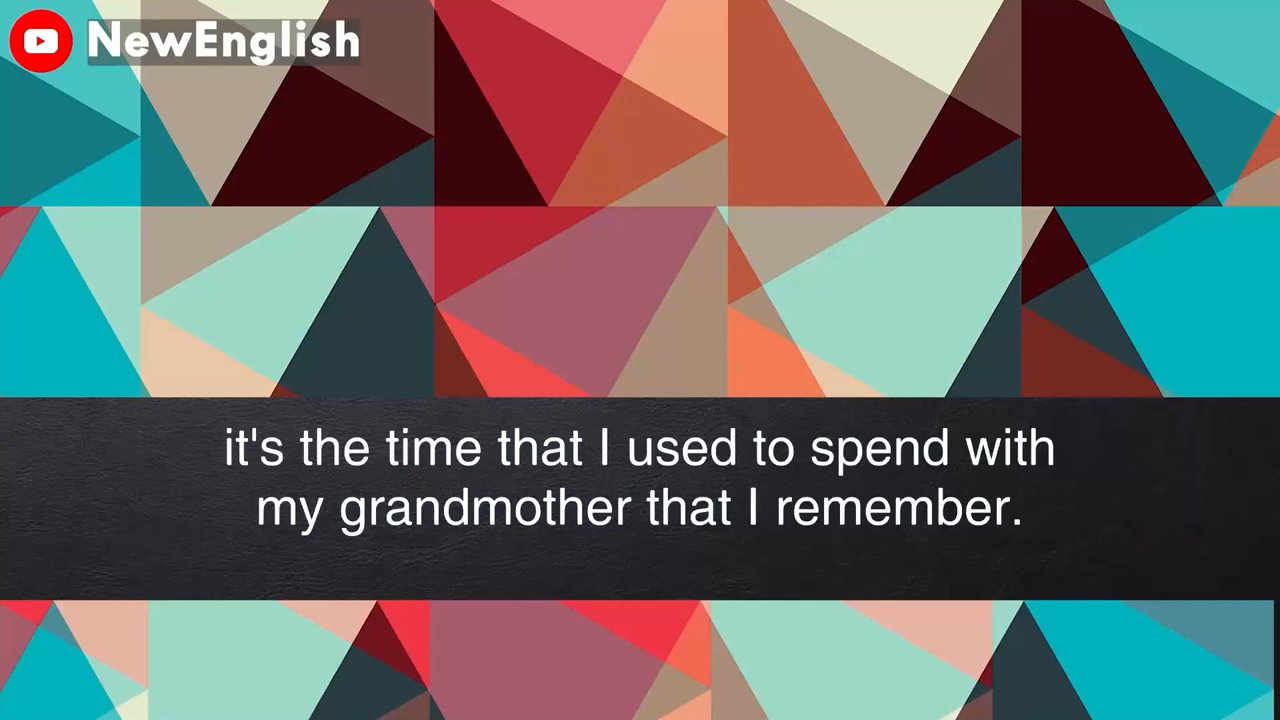 NewEnglish
it's the time that I used to spend with
my grandmother that I remember.